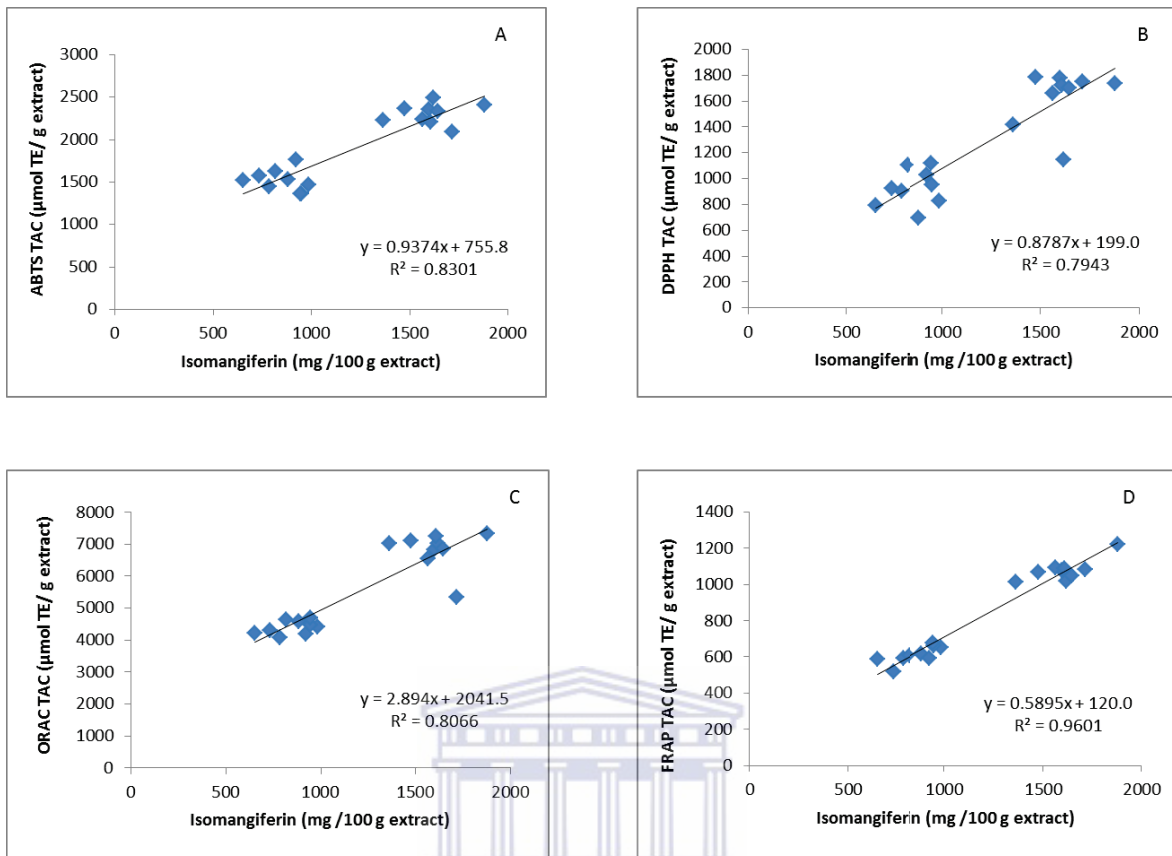 A
3000
2500
2000
1500
1000
500
0
ABTS TAC (µmol TE/ g extract)
y = 0.9374x + 755.8
R² = 0.8301
0 500 1000 1500 2000
Isomangiferin (mg /100 g extract)
B
2000
1800
1600
1400
1200
1000
800
600
400
200
0
DPPH TAC (µmol TE/ g extract)
y = 0.8787x + 199.0
R² = 0.7943
0 500 1000 1500 2000
Isomangiferin (mg /100 g extract)
C
8000
7000
6000
5000
4000
3000
2000
1000
0
ORAC TAC (µmol TE/ g extract)
y = 2.894x + 2041.5
R² = 0.8066
0 500 1000 1500 2000
Isomangiferin (mg /100 g extract)
D
1400
1200
1000
800
600
400
200
0
FRAP TAC (µmol TE/ g extract)
y = 0.5895x + 120.0
R² = 0.9601
0 500 1000 1500 2000
Isomangiferin (mg /100 g extract)